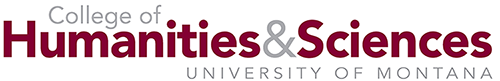 College of
Humanities&Sciences
UNIVERSITY OF MONTANA